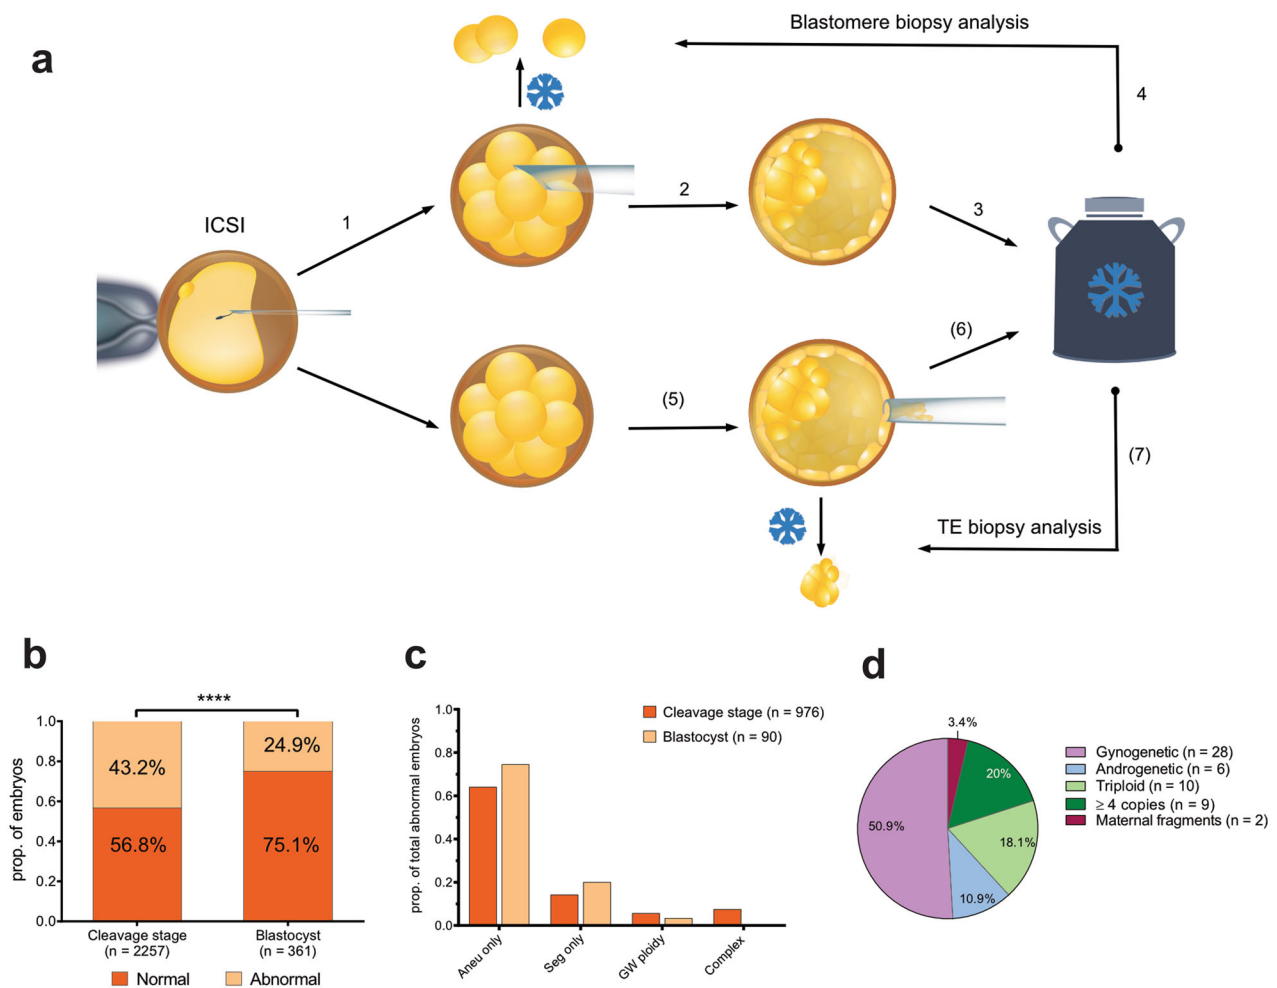 a
Blastomere biopsy analysis
4
ICSI
1
2
3
(5)
(6)
(7)
TE biopsy analysis
b
****
prop. of embryos
1.0
0.8
0.6
0.4
0.2
0.0
43.2%
56.8%
24.9%
75.1%
Cleavage stage
(n = 2257)
Blastocyst
(n = 361)
Normal
Abnormal
c
prop. of total abnormal embryos
1.0
0.8
0.6
0.4
0.2
0.0
Cleavage stage (n = 976)
Blastocyst (n = 90)
Aneu only
Seg only
GW ploidy
Complex
d
3.4%
20%
18.1%
10.9%
50.9%
Gynogenetic (n = 28)
Androgenetic (n = 6)
Triploid (n = 10)
≥ 4 copies (n = 9)
Maternal fragments (n = 2)